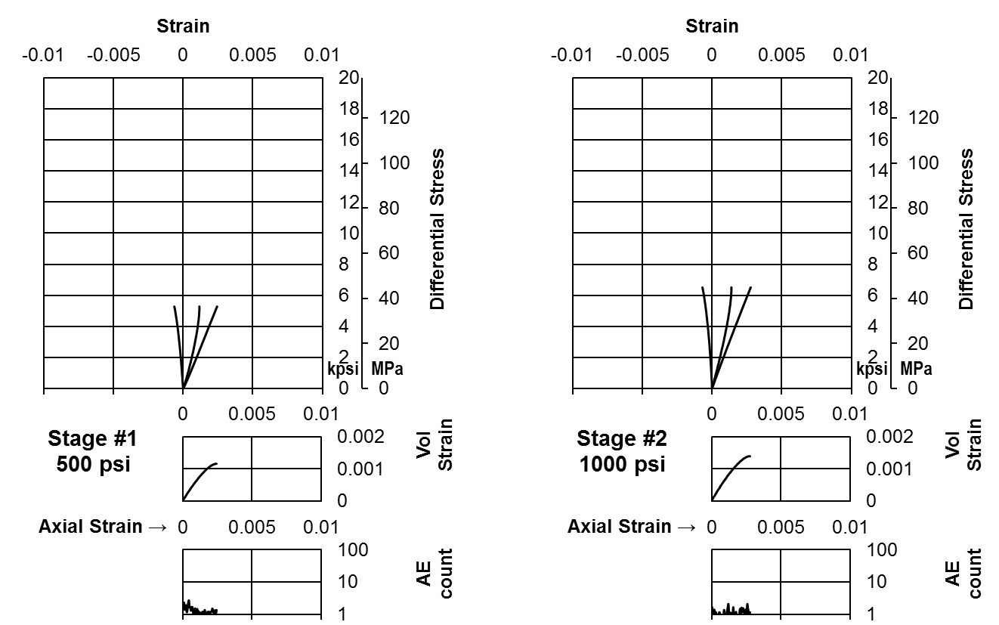 Strain
-0.01 -0.005 0 0.005 0.01
20
18
120
16
100
14
12
80
10
60
8
6
40
4
20
2
kpsi MPa
0 0
Differential Stress
0 0.005 0.01
Stage #1
500 psi
0.002
0.001
0
Vol
Strain
Axial Strain → 0 0.005 0.01
100
10
1
AE
count
Strain
-0.01 -0.005 0 0.005 0.01
20
18
120
16
100
14
12
80
10
60
8
6
40
4
20
2
kpsi MPa
0 0
Differential Stress
0 0.005 0.01
Stage #2
1000 psi
0.002
0.001
0
Vol
Strain
Axial Strain → 0 0.005 0.01
100
10
1
AE
count